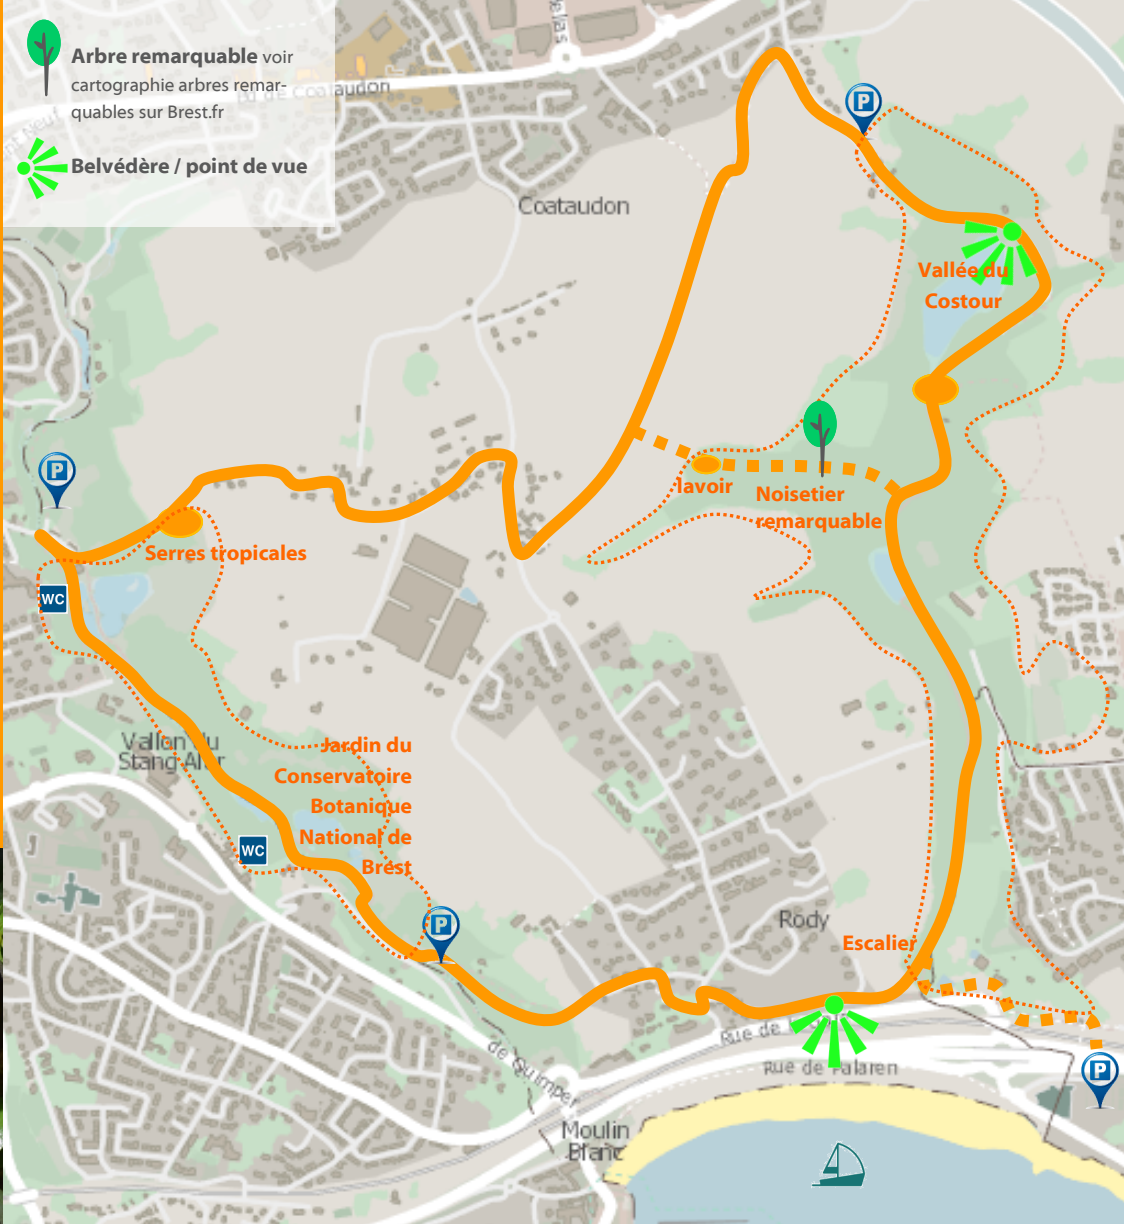 Arbre remarquable voir
cartographie arbres remar-
quables sur Brest.fr
Belvédère / point de vue
P
Coataudon
Vallée du
Costour
P
lavoir
Noisetier
remarquable
Serres tropicales
WC
Vallon du
Stang-Alar
Jardin du
Conservatoire
Botanique
National de
Brest
WC
P
Rody
Escalier
Rue de
Rue de Palaren
P
de Quimper
Moulin
Blanc